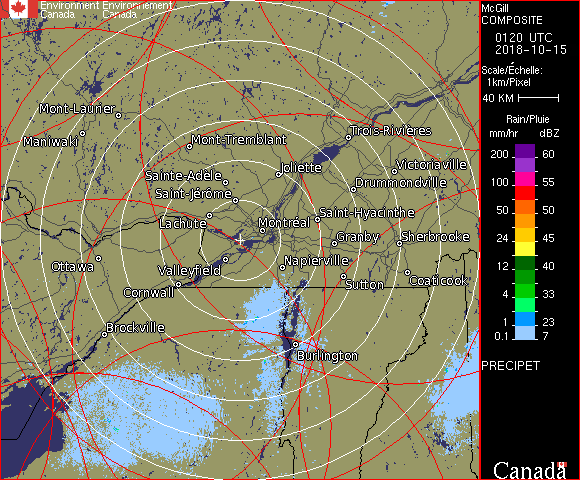 Environment Environnement
Canada Canada
McGill
COMPOSITE
0120 UTC
2018-10-15
Scale/Échelle:
1km/Pixel
40 KM
Rain/Pluie
mm/hr dBZ
200 60
150 57
100 55
50 50
24 45
12 40
4 33
1 23
0.1 7
PRECIPET
Canada
Mont-Laurier
Maniwaki
Mont-Tremblant
Trois-Rivières
Joliette
Victoriaville
Sainte-Adèle
Drummondville
Saint-Jérôme
Lachute
Saint-Hyacinthe
Montréal
Granby
Sherbrooke
Ottawa
Valleyfield
Napierville
Cornwall
Sutton
Coaticook
Brockville
Burlington